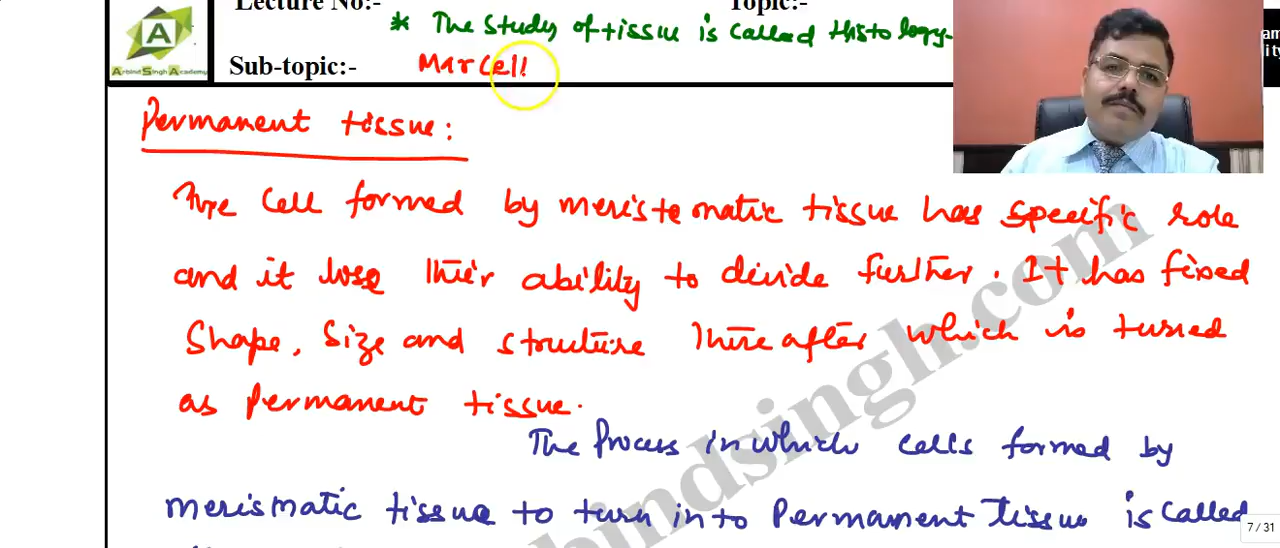 Lecture No:- Topic:-
* The study of tissue is called Histology
Arbind Singh Academy
Sub-topic:- Marcell
Permanent tissue:
The cell formed by meristematic tissue has specific role
and it lose their ability to divide further. It has fixed
Shape, Size and structure thereafter which is turned
as Permanent tissue.
The Process in which cells formed by
merismatic tissue to turn into Permanent tissue is called
bindsingh.com
7 / 31